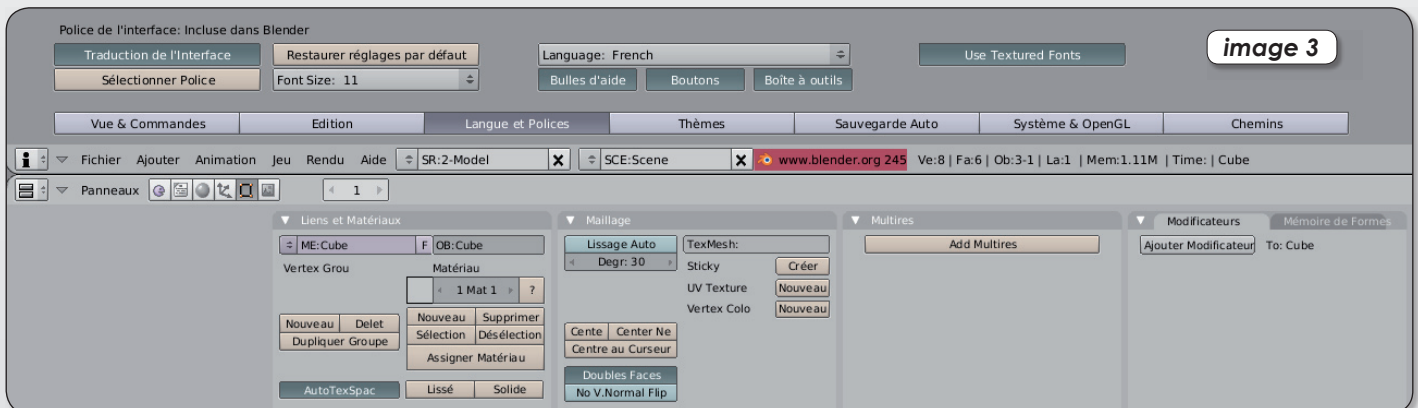 Police de l'interface: Incluse dans Blender
Traduction de l'Interface Restaurer réglages par défaut Language: French Use Textured Fonts image 3
Sélectionner Police Font Size: 11 Bulles d'aide Boutons Boîte à outils
Vue & Commandes Edition Langue et Polices Thèmes Sauvegarde Auto Système & OpenGL Chemins
Fichier Ajouter Animation Jeu Rendu Aide SR:2-Model X SCE:Scene X www.blender.org 245 Ve:8 | Fa:6 | Ob:3-1 | La:1 | Mem:1.11M | Time: | Cube
Panneaux 1
Liens et Matériaux
ME:Cube F OB:Cube
Vertex Grou Matériau
1 Mat 1 ?
Nouveau Delet Nouveau Supprimer
Dupliquer Groupe Sélection Désélection
Assigner Matériau
AutoTexSpac Lissé Solide
Maillage
Lissage Auto TexMesh:
Degr: 30 Sticky Créer
UV Texture Nouveau
Vertex Colo Nouveau
Cente Center Ne
Centre au Curseur
Doubles Faces
No V.Normal Flip
Multires
Add Multires
Modificateurs Mémoire de Formes
Ajouter Modificateur To: Cube